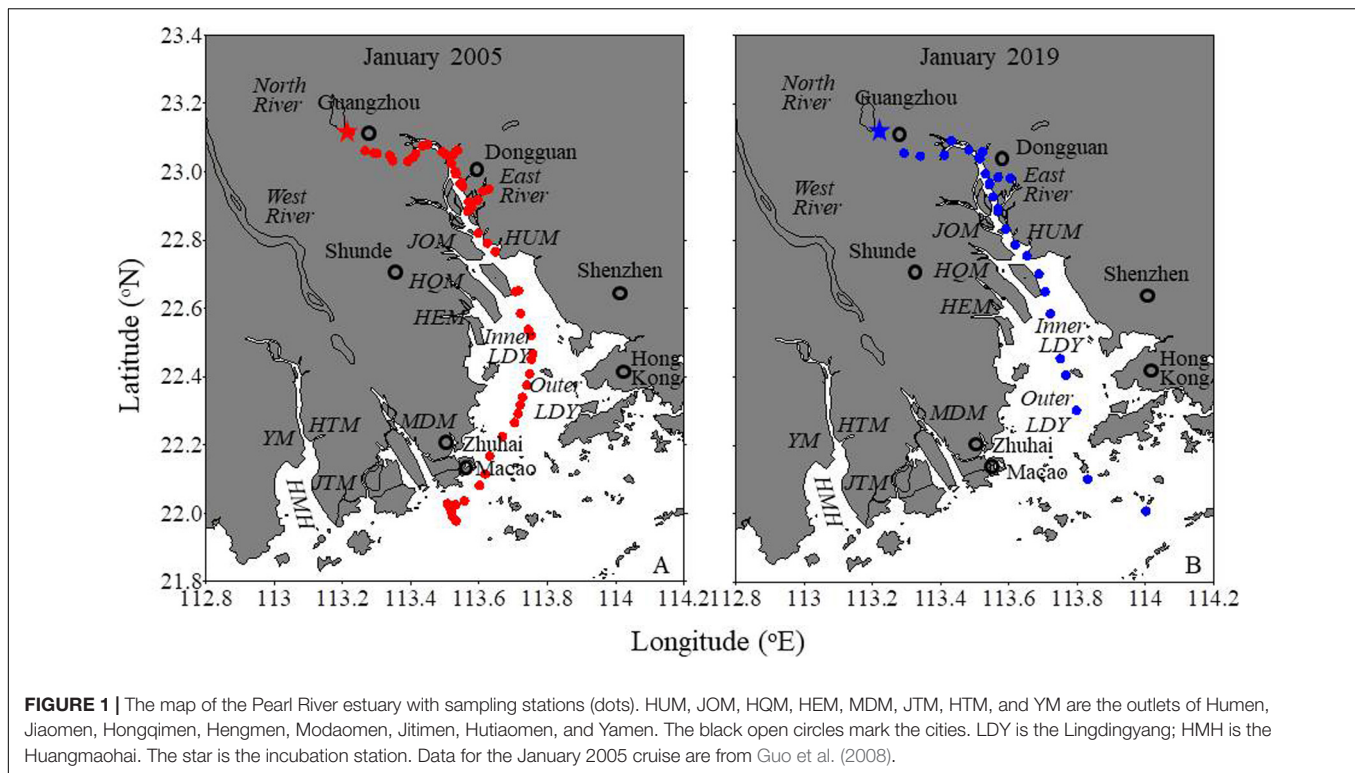 January 2005
January 2019
23.4
23.2
23.0
22.8
22.6
22.4
22.2
22.0
21.8
Latitude (°N)
North
River
Guangzhou
Dongguan
East
River
West
River
JOM
HUM
Shunde
HQM
Shenzhen
HEM
Inner
LDY
Hong
Kong
Outer
LDY
MDM
HTM
YM
Zhuhai
Macao
JTM
HMH
A
North
River
Guangzhou
Dongguan
East
River
West
River
JOM
HUM
Shunde
HQM
Shenzhen
HEM
Inner
LDY
Hong
Kong
Outer
LDY
MDM
HTM
YM
Zhuhai
Macao
JTM
HMH
B
112.8 113 113.2 113.4 113.6 113.8 114 114.2
112.8 113 113.2 113.4 113.6 113.8 114 114.2
Longitude (°E)
FIGURE 1 | The map of the Pearl River estuary with sampling stations (dots). HUM, JOM, HQM, HEM, MDM, JTM, HTM, and YM are the outlets of Humen,
Jiaomen, Hongqimen, Hengmen, Modaomen, Jitimen, Hutiaomen, and Yamen. The black open circles mark the cities. LDY is the Lingdingyang; HMH is the
Huangmaohai. The star is the incubation station. Data for the January 2005 cruise are from Guo et al. (2008).